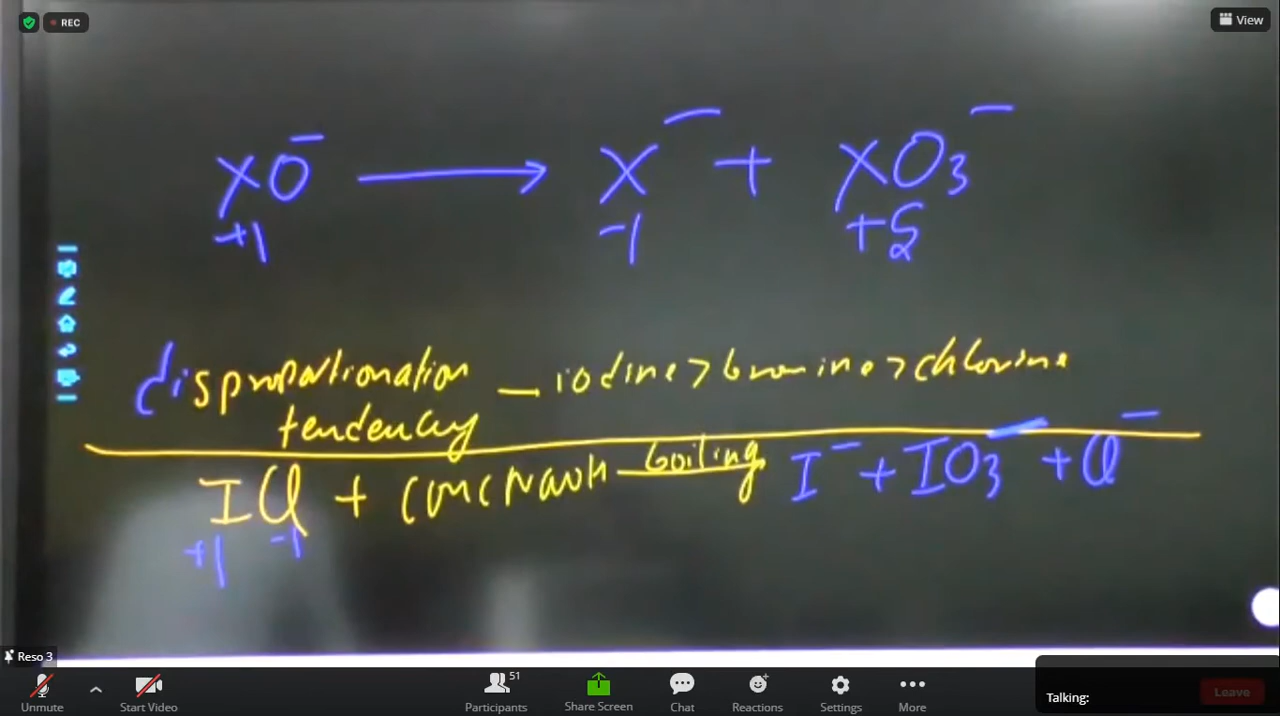 REC
View
XO⁻ ⟶ X⁻ + XO₃⁻
+1 -1 +5
disproportionation – iodine > bromine > chlorine
tendency
ICl + conc NaOH boiling I⁻ + IO₃⁻ + Cl⁻
+1 -1
Reso 3
Unmute Start Video Participants 51 Share Screen Chat Reactions Settings More
Talking:
Leave